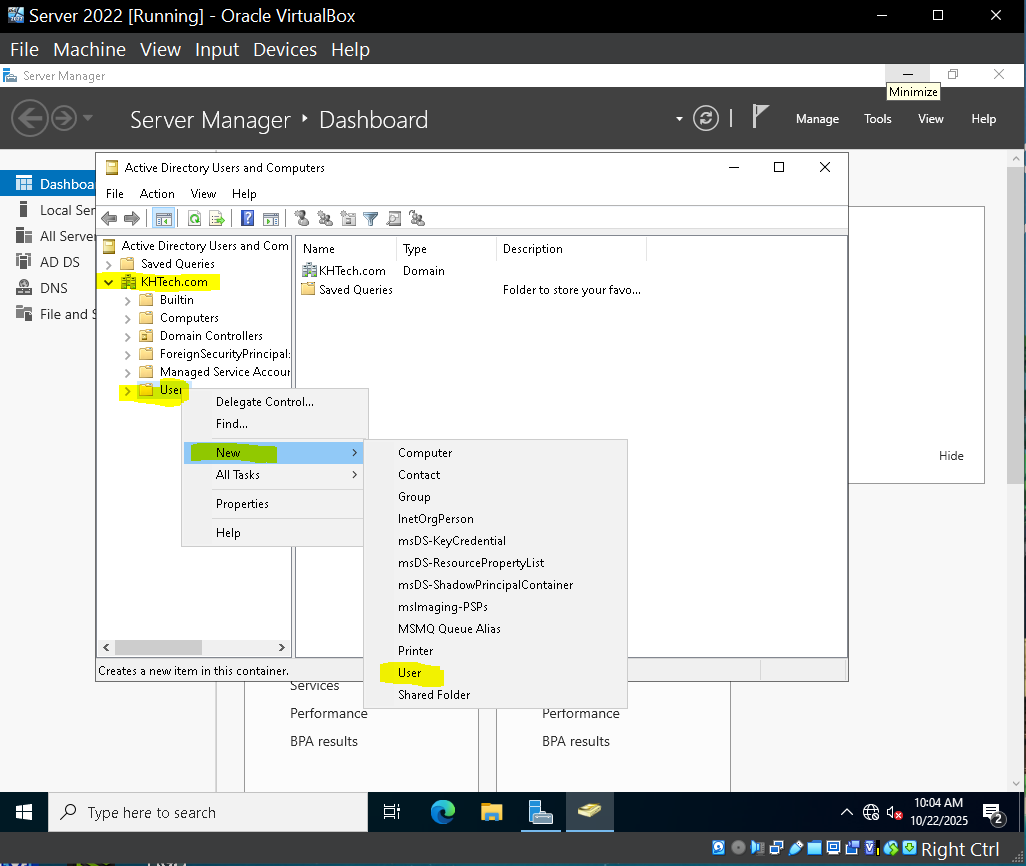 Server 2022 [Running] - Oracle VirtualBox
File Machine View Input Devices Help
Server Manager
Minimize
Server Manager Dashboard
Manage Tools View Help
Active Directory Users and Computers
File Action View Help
Dashboa
Local Ser
All Server
AD DS
DNS
File and S
Active Directory Users and Com
Saved Queries
KHTech.com
Builtin
Computers
Domain Controllers
ForeignSecurityPrincipal:
Managed Service Accour
User
Name Type Description
KHTech.com Domain
Saved Queries Folder to store your favo...
Delegate Control...
Find...
New
All Tasks
Properties
Help
Computer
Contact
Group
InetOrgPerson
msDS-KeyCredential
msDS-ResourcePropertyList
msDS-ShadowPrincipalContainer
msImaging-PSPs
MSMQ Queue Alias
Printer
User
Shared Folder
Hide
Creates a new item in this container.
Services
Performance Performance
BPA results BPA results
Type here to search
10:04 AM
10/22/2025
2
Right Ctrl